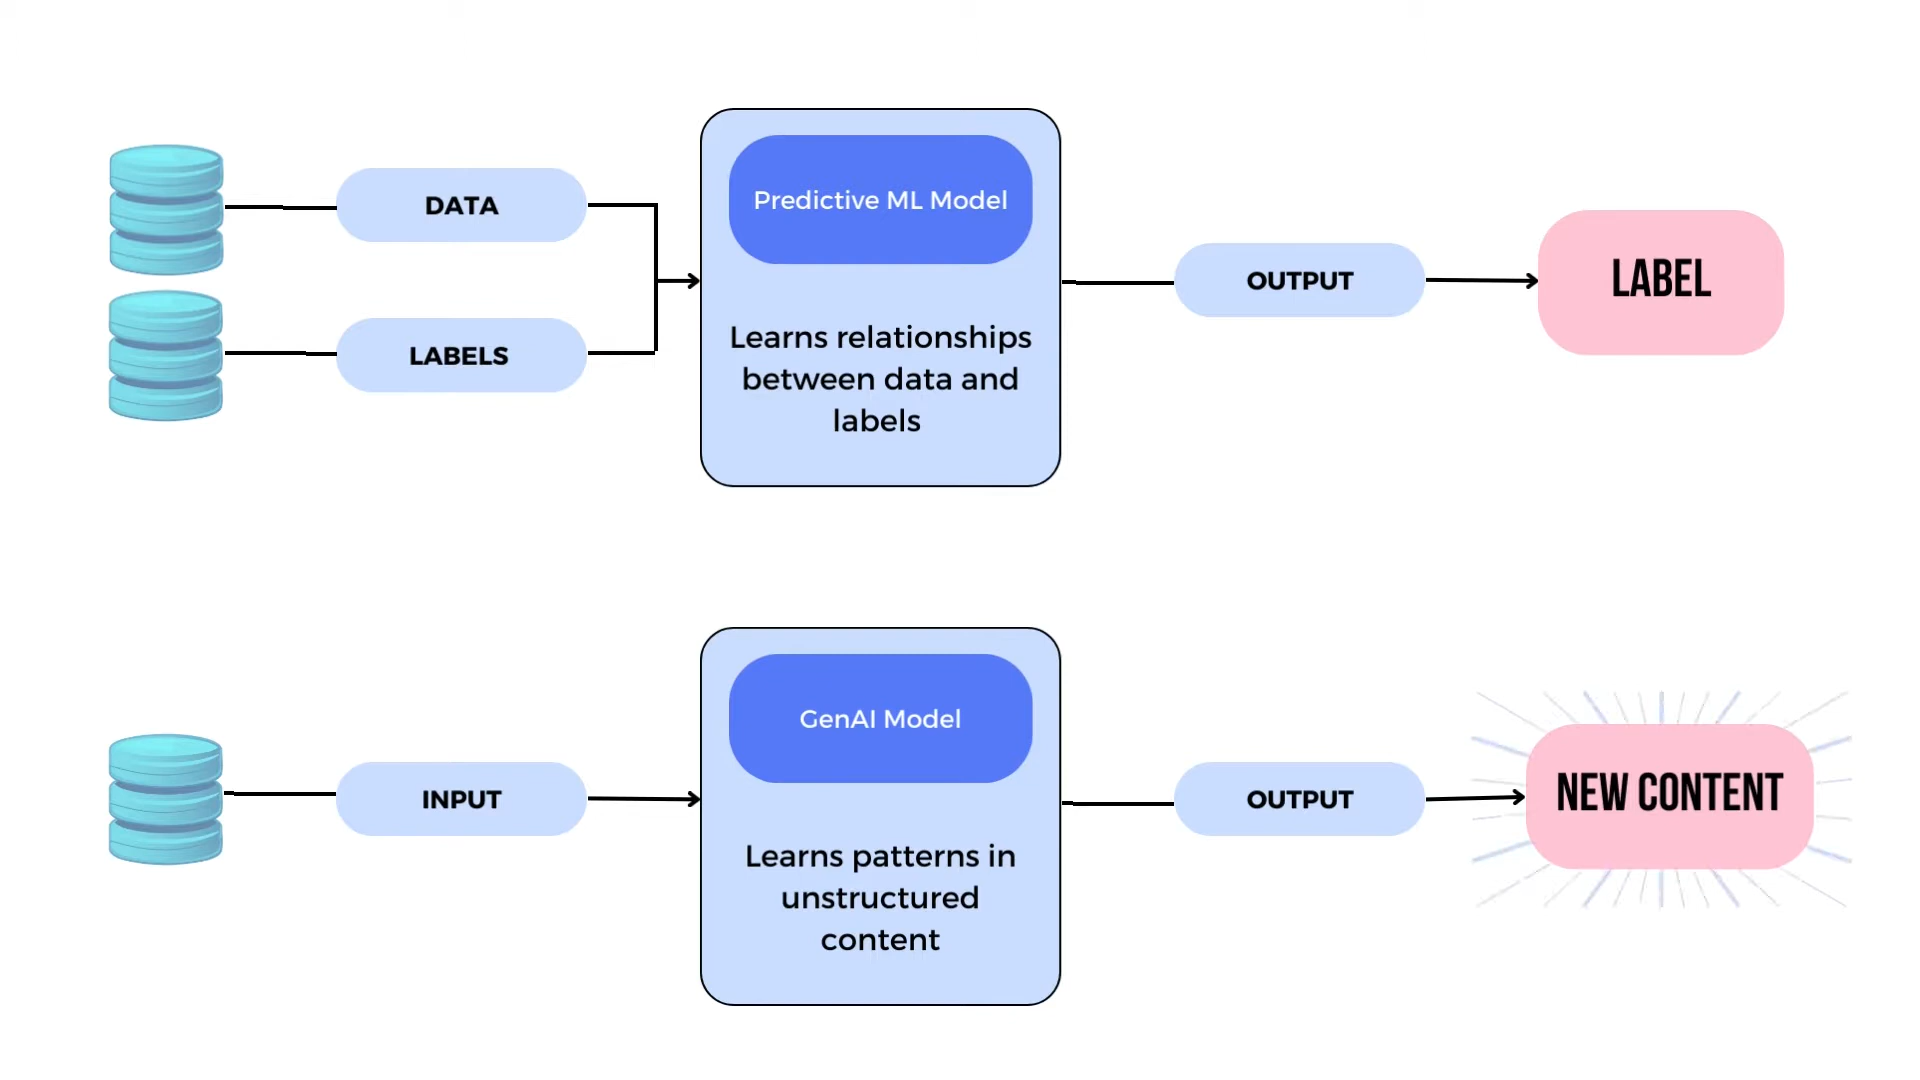 DATA
LABELS
Predictive ML Model
Learns relationships
between data and
labels
OUTPUT
LABEL
INPUT
GenAI Model
Learns patterns in
unstructured
content
OUTPUT
NEW CONTENT